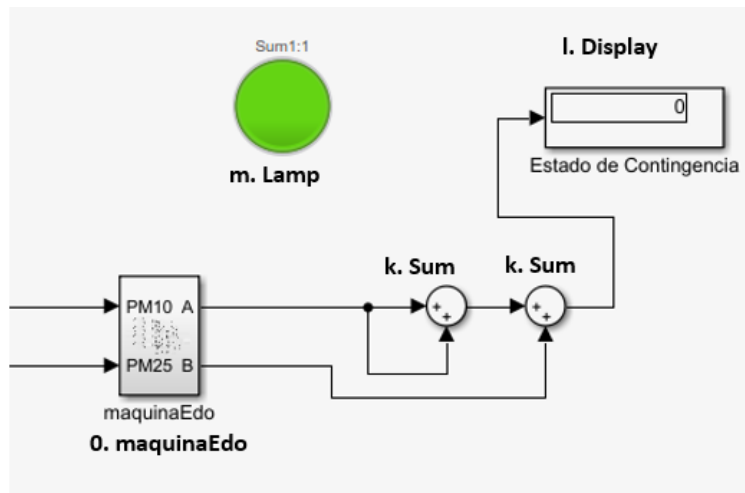 Sum1:1
l. Display
0
m. Lamp
Estado de Contingencia
k. Sum
k. Sum
PM10 A
PM25 B
maquinaEdo
0. maquinaEdo